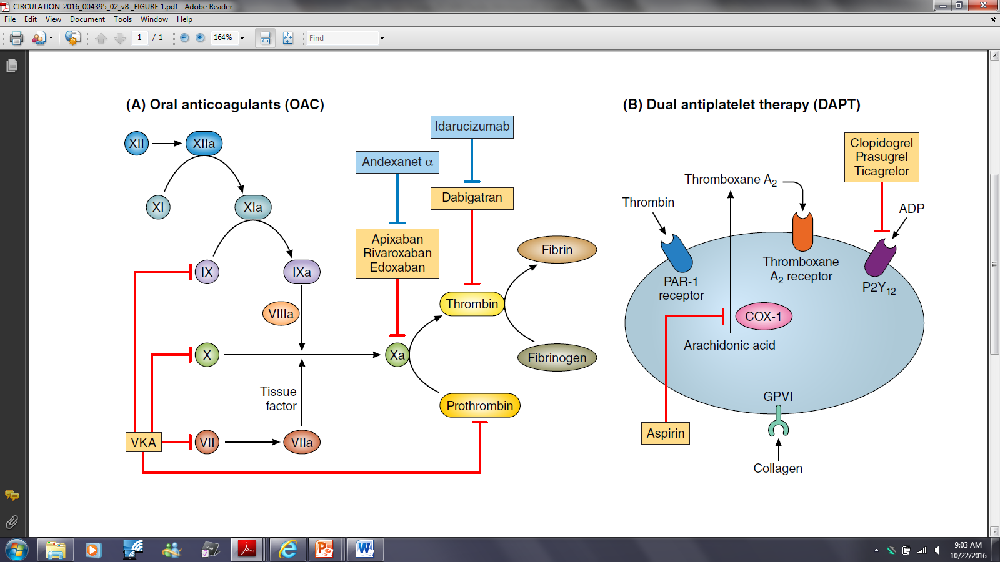 CIRCULATION-2016_004395_02_v8 _FIGURE 1.pdf - Adobe Reader
File Edit View Document Tools Window Help
1 / 1 164% Find
(A) Oral anticoagulants (OAC)
XII
XIIa
XI
XIa
IX
IXa
VIIIa
X
Xa
Tissue
factor
VKA
VII
VIIa
Idarucizumab
Andexanet α
Dabigatran
Apixaban
Rivaroxaban
Edoxaban
Thrombin
Fibrin
Fibrinogen
Prothrombin
(B) Dual antiplatelet therapy (DAPT)
Clopidogrel
Prasugrel
Ticagrelor
Thromboxane A2
Thrombin
ADP
PAR-1
receptor
Thromboxane
A2 receptor
P2Y12
COX-1
Arachidonic acid
GPVI
Aspirin
Collagen
9:03 AM
10/22/2016